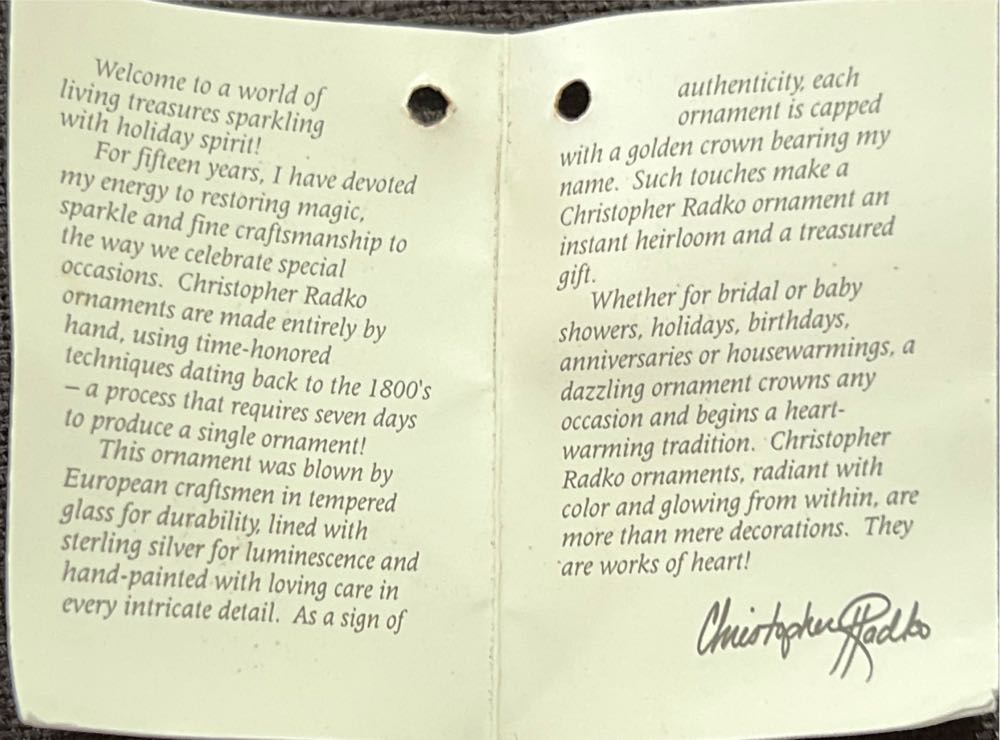 Welcome to a world of
living treasures sparkling
with holiday spirit!
For fifteen years, I have devoted
my energy to restoring magic,
sparkle and fine craftsmanship to
the way we celebrate special
occasions. Christopher Radko
ornaments are made entirely by
hand, using time-honored
techniques dating back to the 1800's
– a process that requires seven days
to produce a single ornament!
This ornament was blown by
European craftsmen in tempered
glass for durability, lined with
sterling silver for luminescence and
hand-painted with loving care in
every intricate detail. As a sign of
authenticity, each
ornament is capped
with a golden crown bearing my
name. Such touches make a
Christopher Radko ornament an
instant heirloom and a treasured
gift.
Whether for bridal or baby
showers, holidays, birthdays,
anniversaries or housewarmings, a
dazzling ornament crowns any
occasion and begins a heart-
warming tradition. Christopher
Radko ornaments, radiant with
color and glowing from within, are
more than mere decorations. They
are works of heart!
Christopher Radko